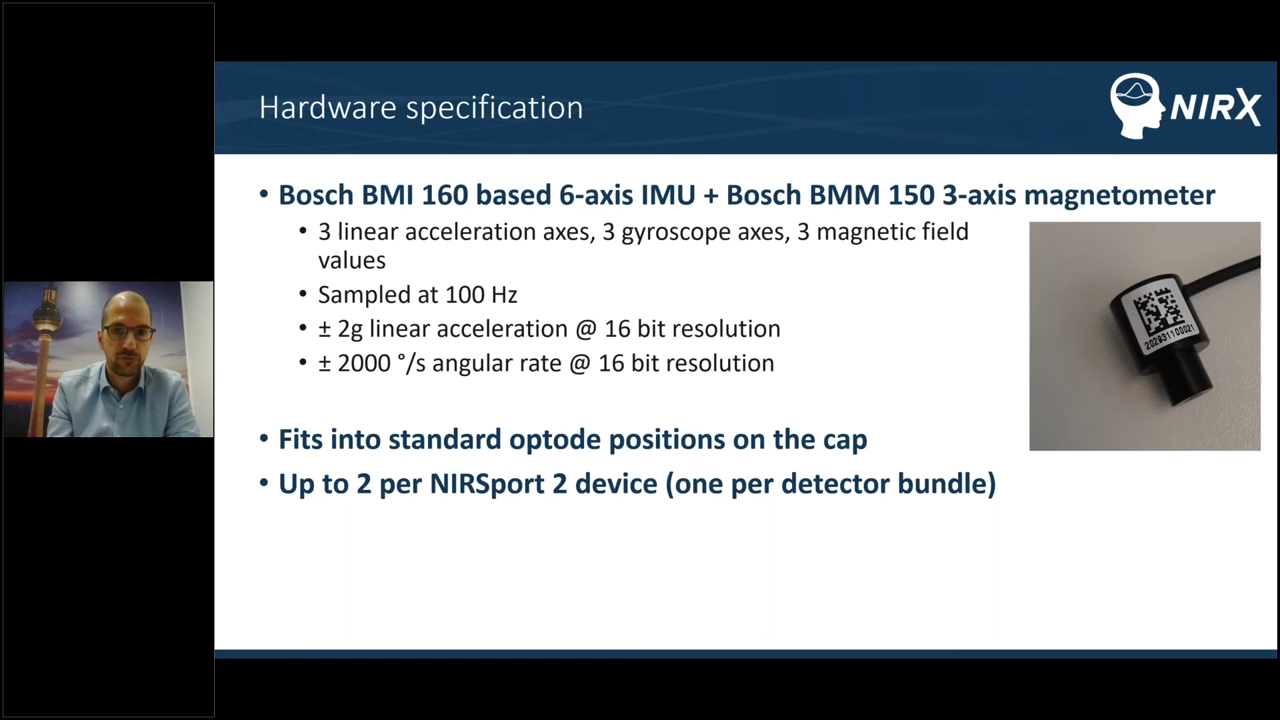 Hardware specification
NIRX
• Bosch BMI 160 based 6-axis IMU + Bosch BMM 150 3-axis magnetometer
• 3 linear acceleration axes, 3 gyroscope axes, 3 magnetic field
values
• Sampled at 100 Hz
• ± 2g linear acceleration @ 16 bit resolution
• ± 2000 °/s angular rate @ 16 bit resolution
• Fits into standard optode positions on the cap
• Up to 2 per NIRSport 2 device (one per detector bundle)